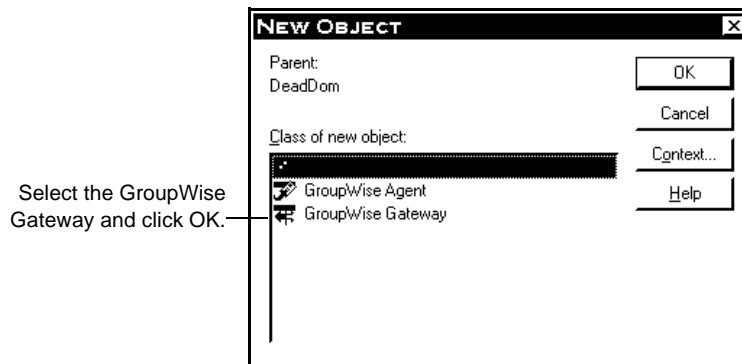 NEW OBJECT
Parent:
DeadDom
OK
Cancel
Class of new object:
Context...
GroupWise Agent
Help
Select the GroupWise
Gateway and click OK.
GroupWise Gateway